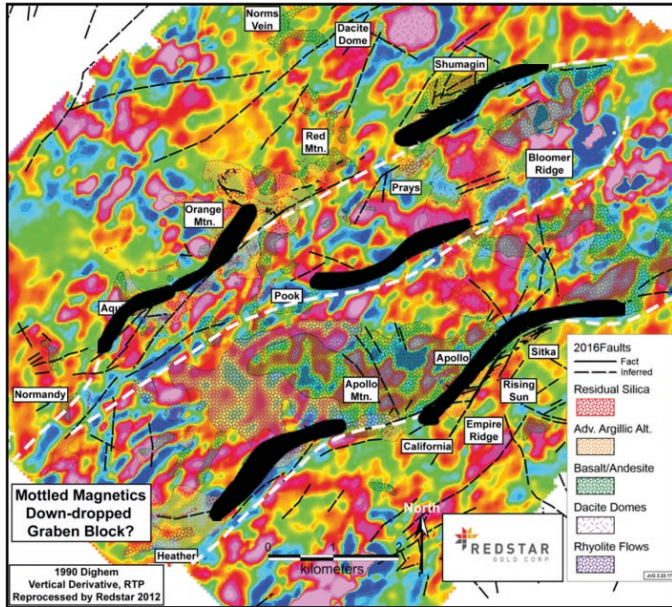 Norms
Vein
Dacite
Dome
Shumagin
Red
Mtn.
Bloomer
Ridge
Prays
Orange
Mtn.
Pook
Normandy
Apollo
Sitka
Apollo
Mtn.
Rising
Sun
Empire
Ridge
California
2016Faults
Fact
Inferred
Residual Silica
Adv. Argillic Alt.
Basalt/Andesite
Dacite Domes
Rhyolite Flows
Mottled Magnetics
Down-dropped
Graben Block?
Heather
North
0 1 2
kilometers
REDSTAR
GOLD CORP.
1990 Dighem
Vertical Derivative, RTP
Reprocessed by Redstar 2012